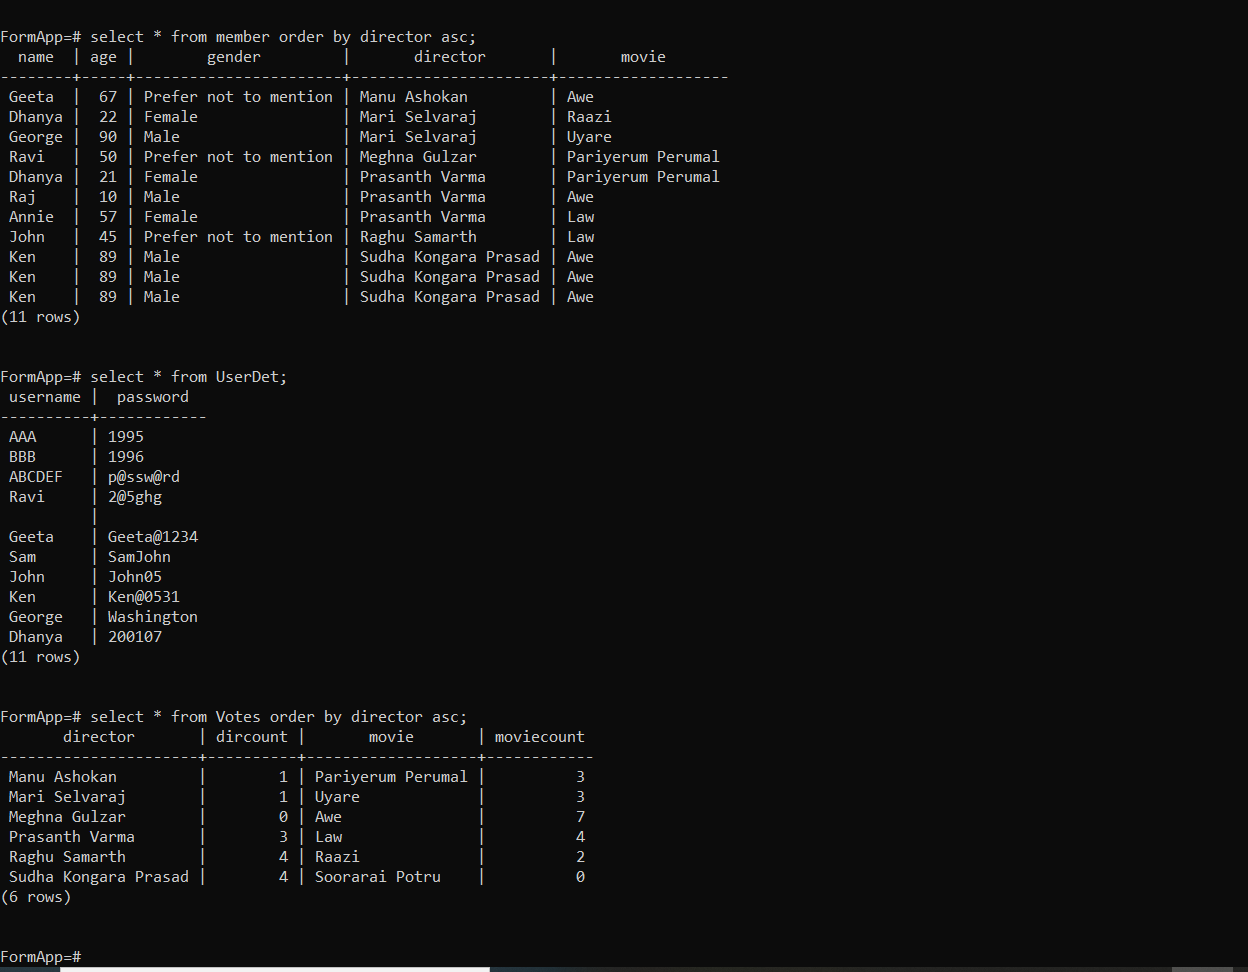 FormApp=# select * from member order by director asc;
  name  | age |        gender         |       director       |       movie
--------+-----+-----------------------+----------------------+-------------------
 Geeta  |  67 | Prefer not to mention | Manu Ashokan         | Awe
 Dhanya |  22 | Female                | Mari Selvaraj        | Raazi
 George |  90 | Male                  | Mari Selvaraj        | Uyare
 Ravi   |  50 | Prefer not to mention | Meghna Gulzar        | Pariyerum Perumal
 Dhanya |  21 | Female                | Prasanth Varma       | Pariyerum Perumal
 Raj    |  10 | Male                  | Prasanth Varma       | Awe
 Annie  |  57 | Female                | Prasanth Varma       | Law
 John   |  45 | Prefer not to mention | Raghu Samarth        | Law
 Ken    |  89 | Male                  | Sudha Kongara Prasad | Awe
 Ken    |  89 | Male                  | Sudha Kongara Prasad | Awe
 Ken    |  89 | Male                  | Sudha Kongara Prasad | Awe
(11 rows)
FormApp=# select * from UserDet;
 username |  password
----------+------------
 AAA      | 1995
 BBB      | 1996
 ABCDEF   | p@ssw@rd
 Ravi     | 2@5ghg
          |
 Geeta    | Geeta@1234
 Sam      | SamJohn
 John     | John05
 Ken      | Ken@0531
 George   | Washington
 Dhanya   | 200107
(11 rows)
FormApp=# select * from Votes order by director asc;
       director       | dircount |       movie       | moviecount
----------------------+----------+-------------------+------------
 Manu Ashokan         |        1 | Pariyerum Perumal |          3
 Mari Selvaraj        |        1 | Uyare             |          3
 Meghna Gulzar        |        0 | Awe               |          7
 Prasanth Varma       |        3 | Law               |          4
 Raghu Samarth        |        4 | Raazi             |          2
 Sudha Kongara Prasad |        4 | Soorarai Potru    |          0
(6 rows)
FormApp=#